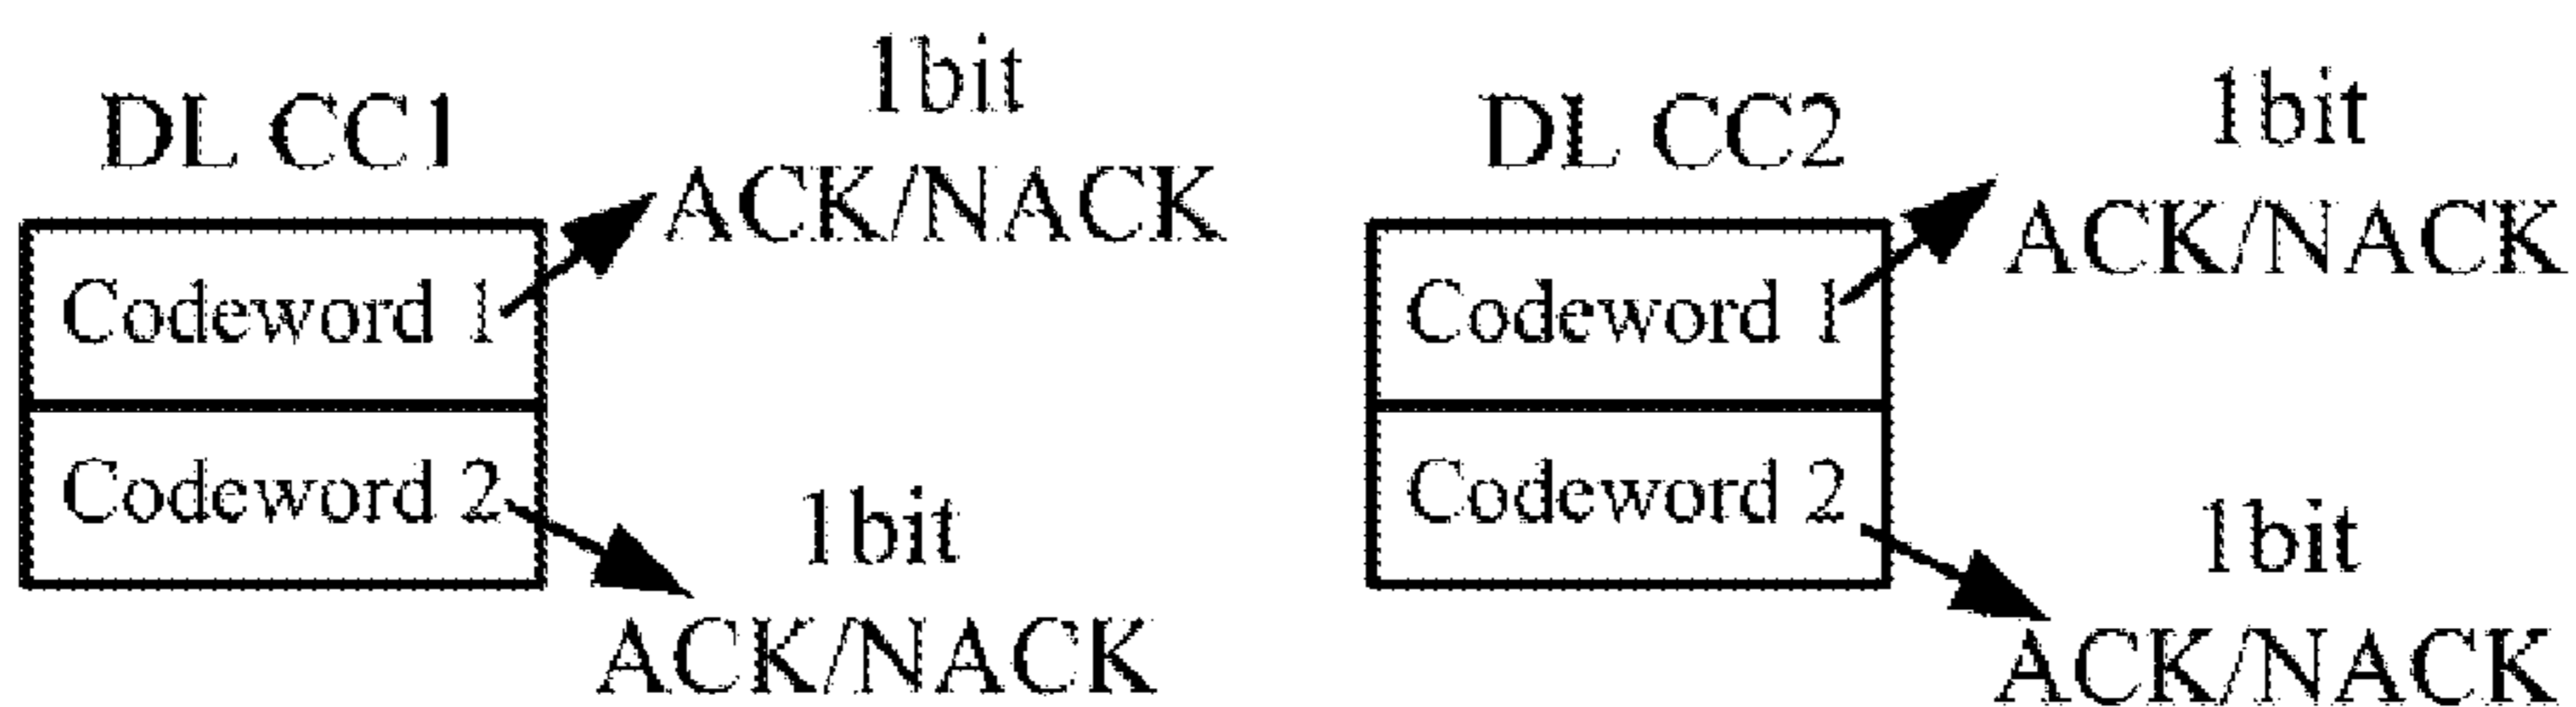 DL CC1
1bit
ACK/NACK
Codeword 1
Codeword 2
1bit
ACK/NACK
DL CC2
1bit
ACK/NACK
Codeword 1
Codeword 2
1bit
ACK/NACK